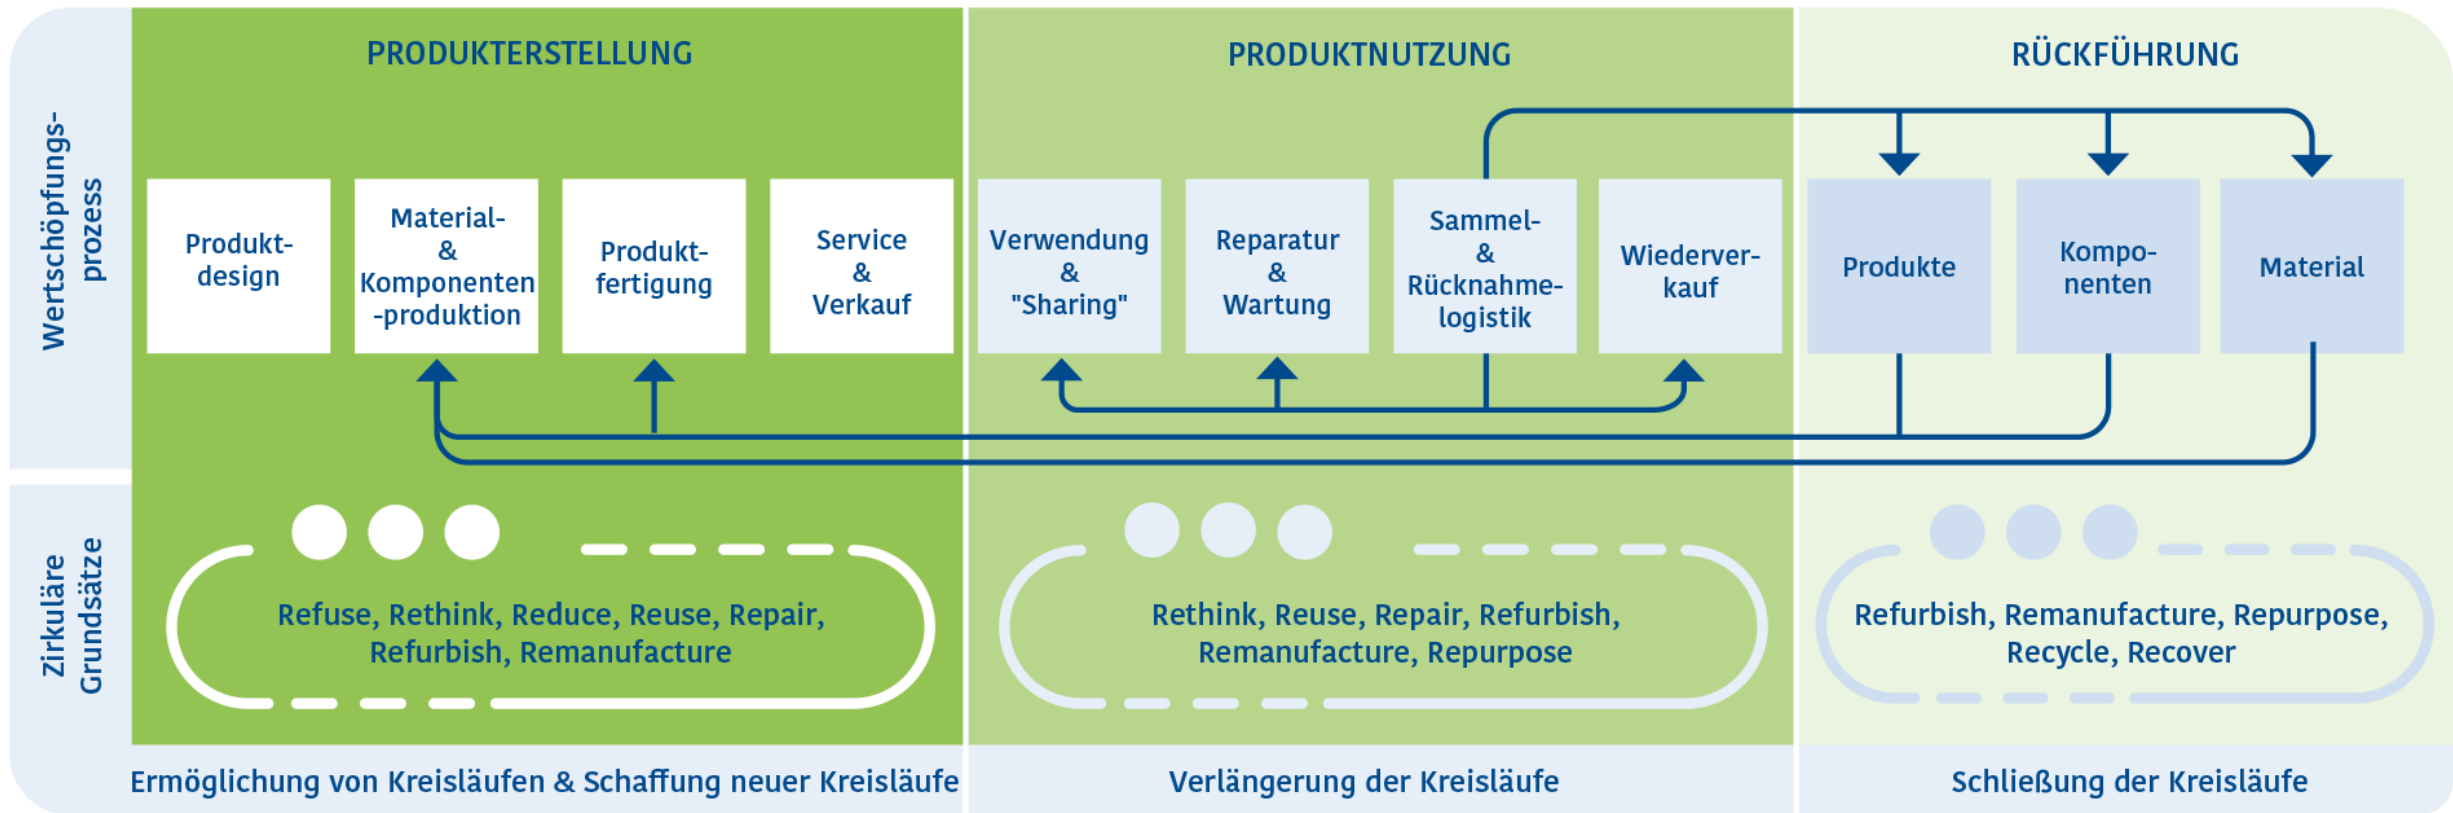 PRODUKTERSTELLUNG
PRODUKTNUTZUNG
RÜCKFÜHRUNG
Wertschöpfungs-
prozess
Produkt-
design
Material-
&
Komponenten
-produktion
Produkt-
fertigung
Service
&
Verkauf
Verwendung
&
"Sharing"
Reparatur
&
Wartung
Sammel-
&
Rücknahme-
logistik
Wiederver-
kauf
Produkte
Kompo-
nenten
Material
Zirkuläre
Grundsätze
Refuse, Rethink, Reduce, Reuse, Repair,
Refurbish, Remanufacture
Rethink, Reuse, Repair, Refurbish,
Remanufacture, Repurpose
Refurbish, Remanufacture, Repurpose,
Recycle, Recover
Ermöglichung von Kreisläufen & Schaffung neuer Kreisläufe
Verlängerung der Kreisläufe
Schließung der Kreisläufe